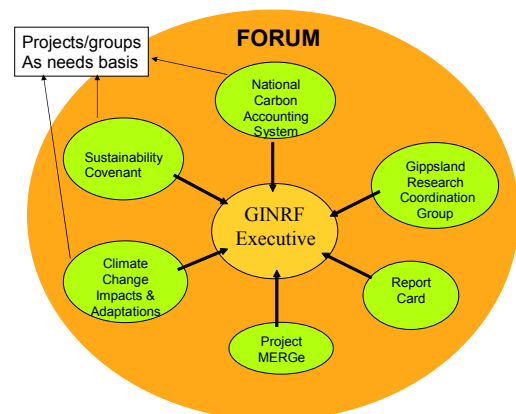 Projects/groups
As needs basis
FORUM
National
Carbon
Accounting
System
Sustainability
Covenant
Gippsland
Research
Coordination
Group
GINRF
Executive
Climate
Change
Impacts &
Adaptations
Report
Card
Project
MERGe